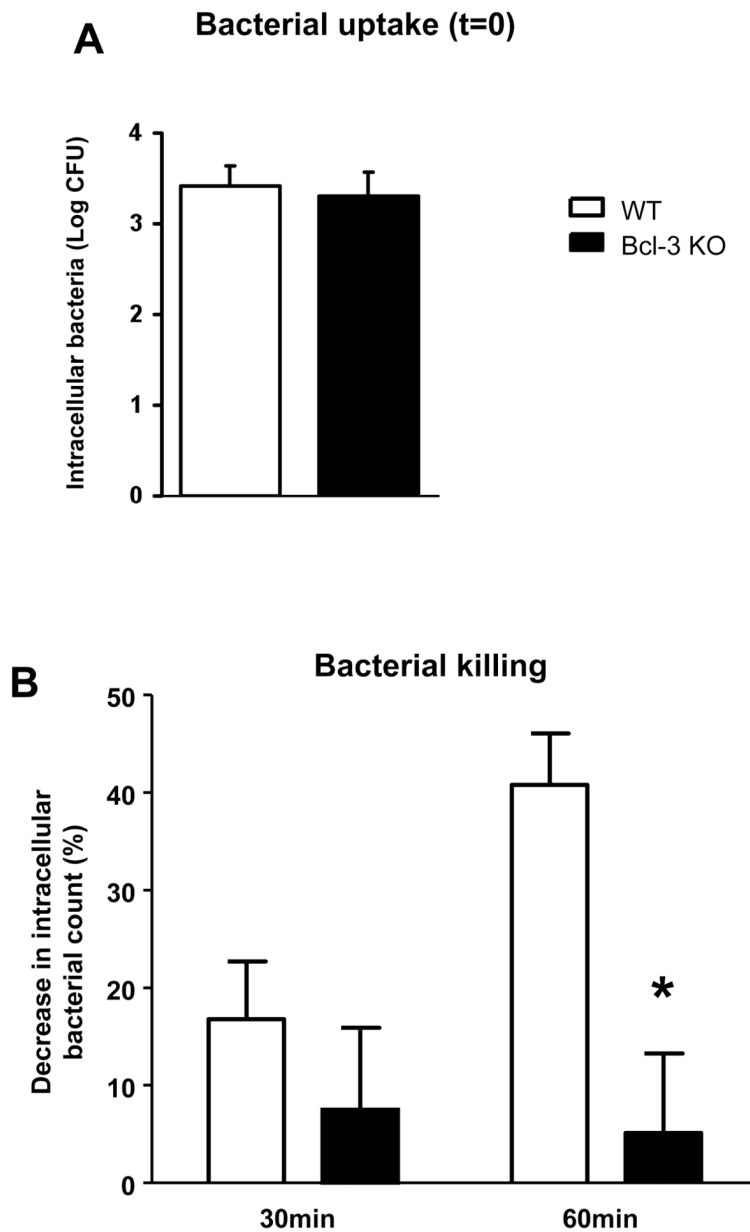 A
Bacterial uptake (t=0)
Intracellular bacteria (Log CFU)
4
3
2
1
0
WT
Bcl-3 KO
B
Bacterial killing
Decrease in intracellular
bacterial count (%)
50
40
30
20
10
0
*
30min
60min